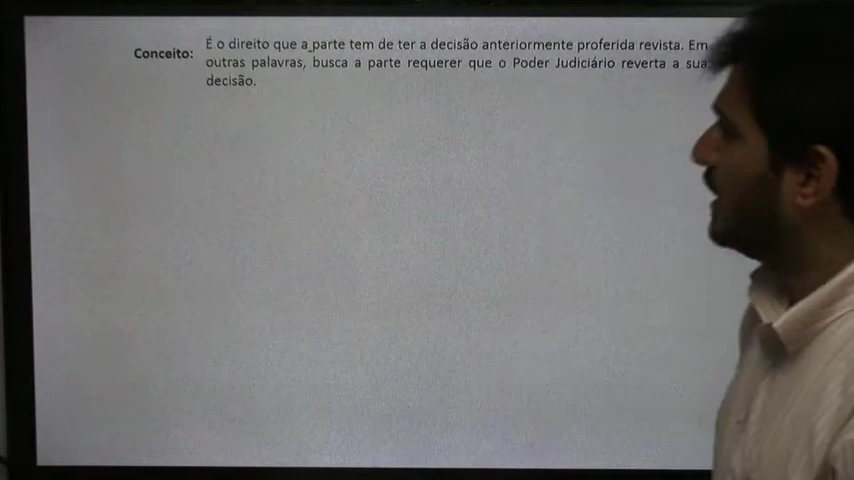 Conceito: É o direito que a parte tem de ter a decisão anteriormente proferida revista. Em
outras palavras, busca a parte requerer que o Poder Judiciário reverta a sua
decisão.